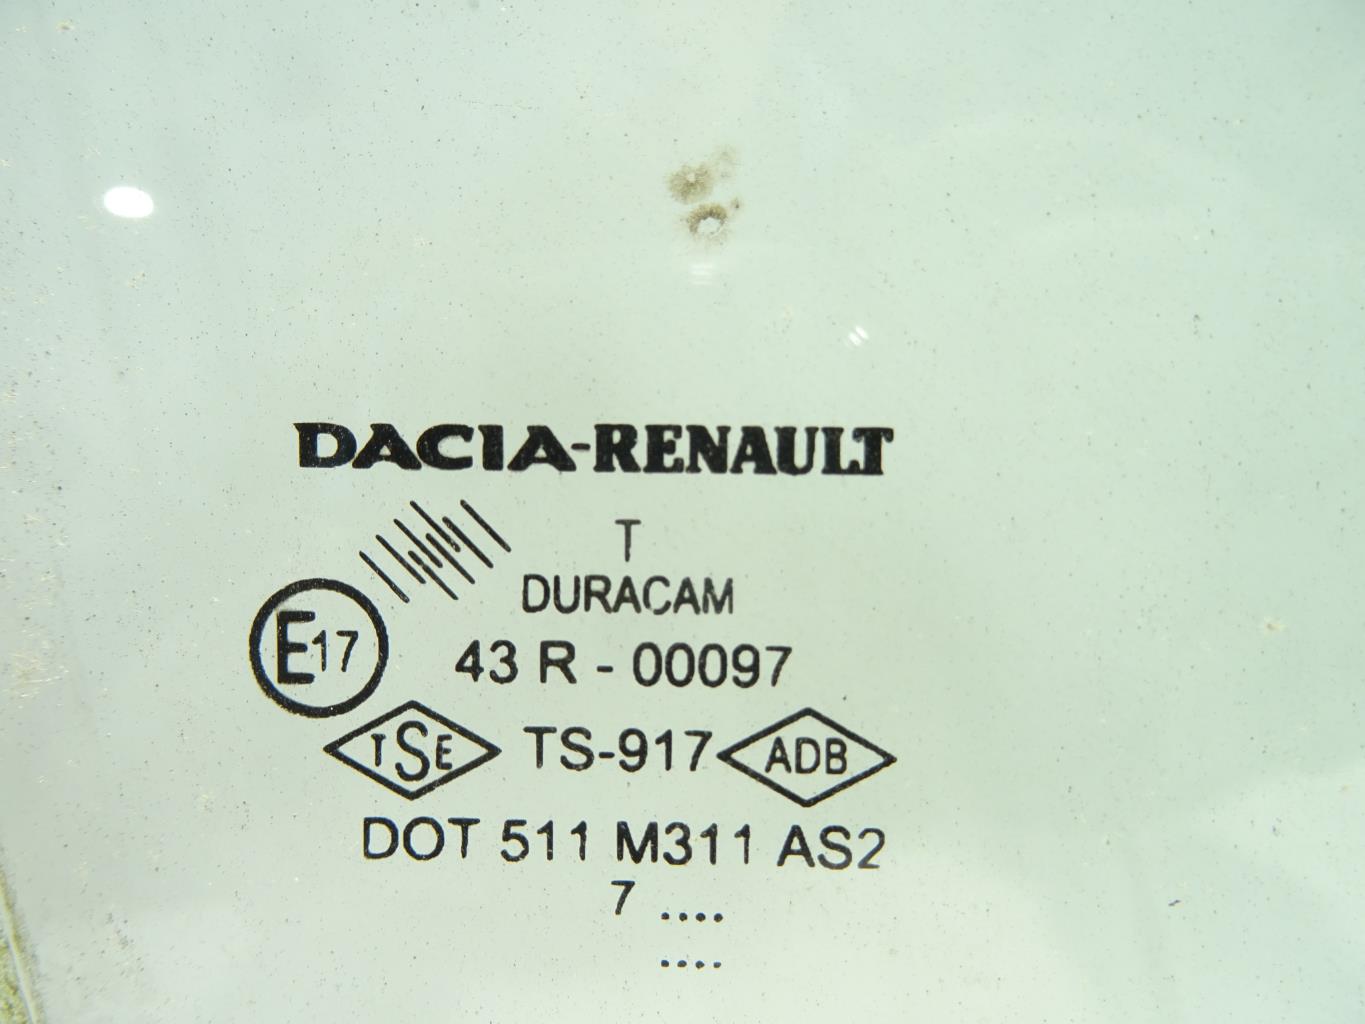 DACIA-RENAULT
T
DURACAM
E17 43 R - 00097
TSE TS-917 ADB
DOT 511 M311 AS2
7 ....
....